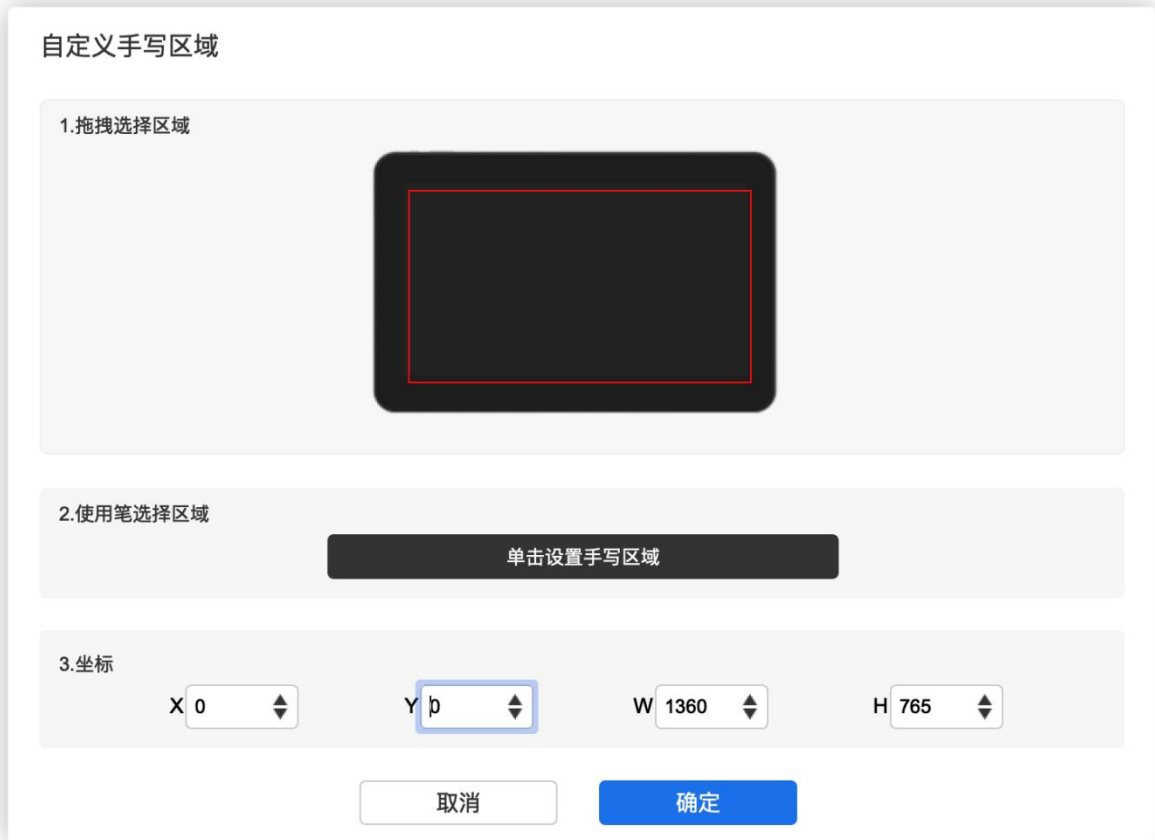 自定义手写区域
1.拖拽选择区域
2.使用笔选择区域
单击设置手写区域
3.坐标
X 0 Y 0 W 1360 H 765
取消 确定